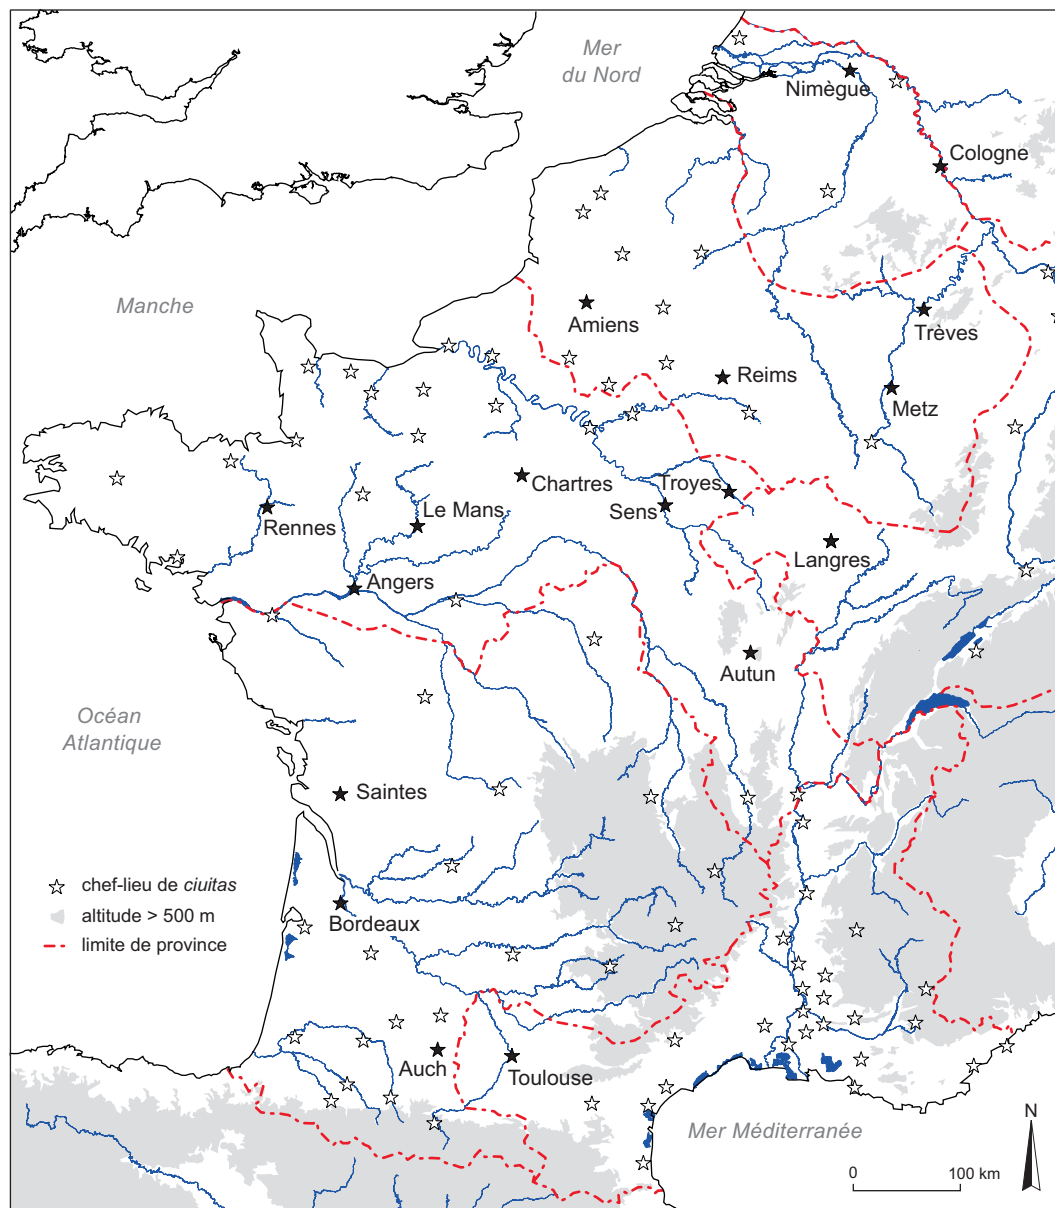 Mer
du Nord
Nimègue
Cologne
Manche
Amiens
Trèves
Reims
Metz
Chartres
Troyes
Sens
Rennes
Le Mans
Langres
Angers
Autun
Océan
Atlantique
Saintes
chef-lieu de ciuitas
altitude > 500 m
limite de province
Bordeaux
Auch
Toulouse
Mer Méditerranée
N
0 100 km